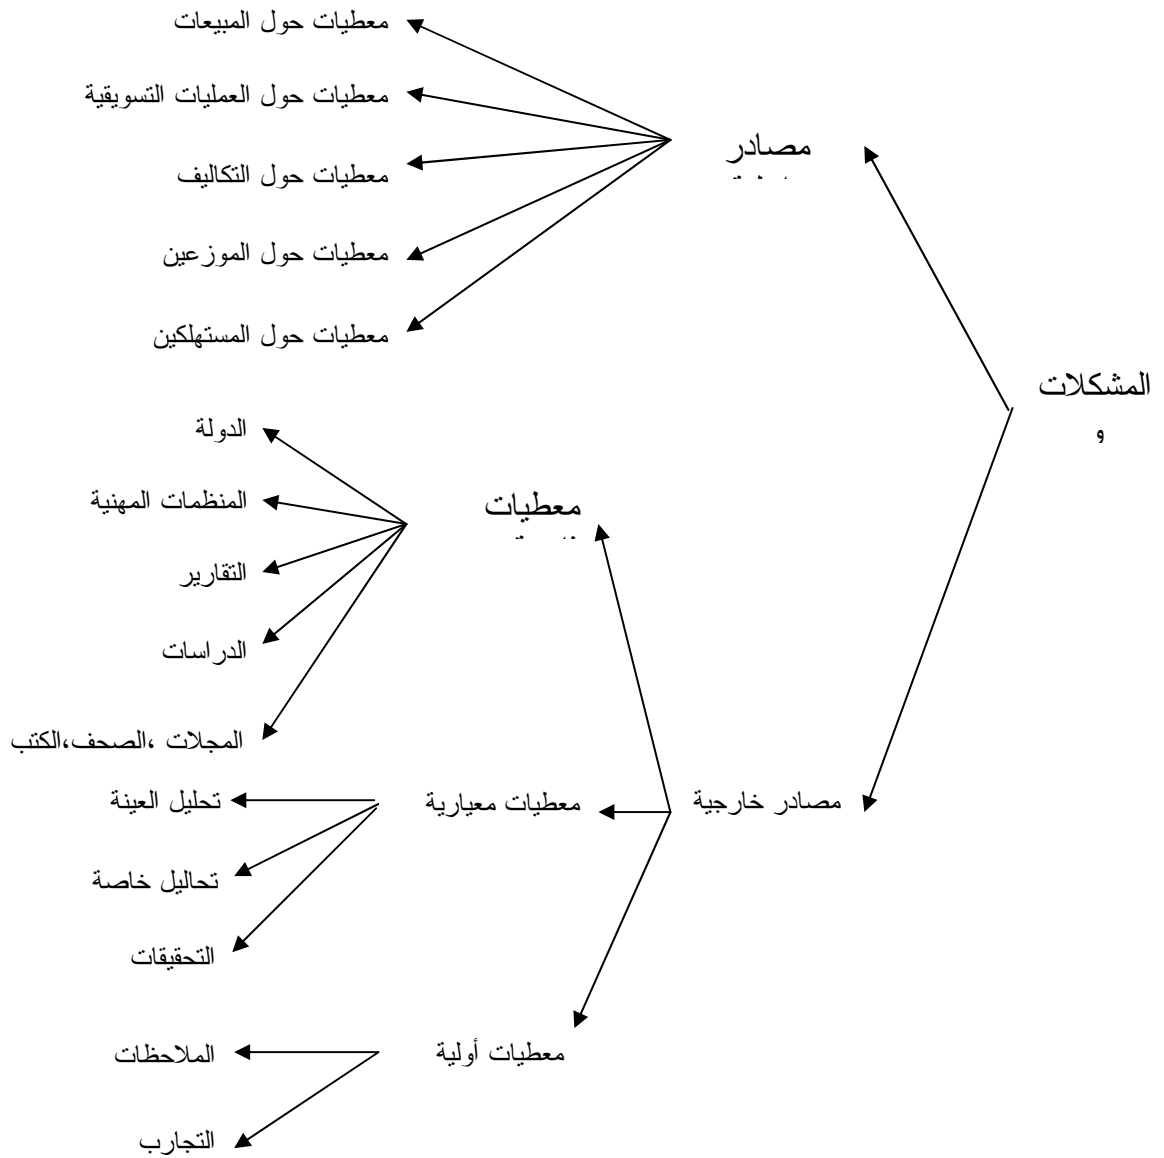 معطيات حول المبيعات
معطيات حول العمليات التسويقية
مصادر
معطيات حول التكاليف
معطيات حول الموزعين
معطيات حول المستهلكين
المشكلات
و
الدولة
المنظمات المهنية
معطيات
التقارير
الدراسات
المجلات ،الصحف،الكتب
مصادر خارجية
معطيات معيارية
تحليل العينة
تحاليل خاصة
التحقيقات
معطيات أولية
الملاحظات
التجارب